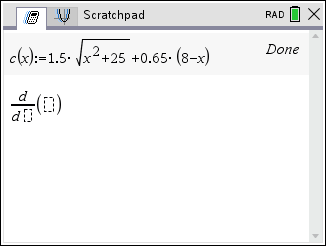 Scratchpad RAD
c(x):=1.5·√x²+25+0.65·(8−x) Done
d/d□(□)